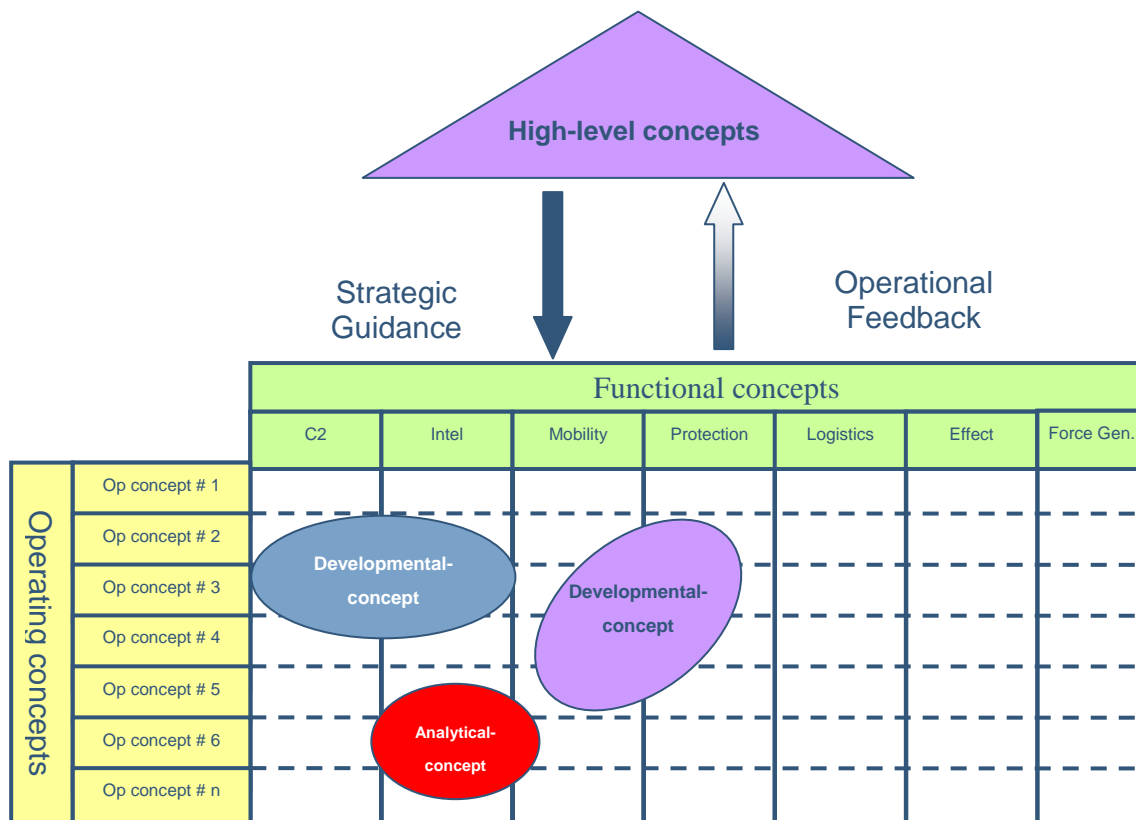 High-level concepts
Strategic
Guidance
Operational
Feedback
Functional concepts
C2
Intel
Mobility
Protection
Logistics
Effect
Force Gen.
Operating concepts
Op concept # 1
Op concept # 2
Op concept # 3
Op concept # 4
Op concept # 5
Op concept # 6
Op concept # n
Developmental-
concept
Developmental-
concept
Analytical-
concept